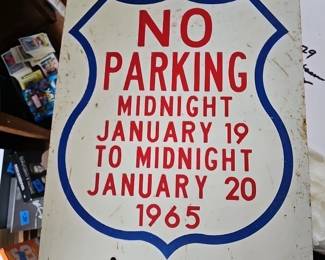 NO
PARKING
MIDNIGHT
JANUARY 19
TO MIDNIGHT
JANUARY 20
1965